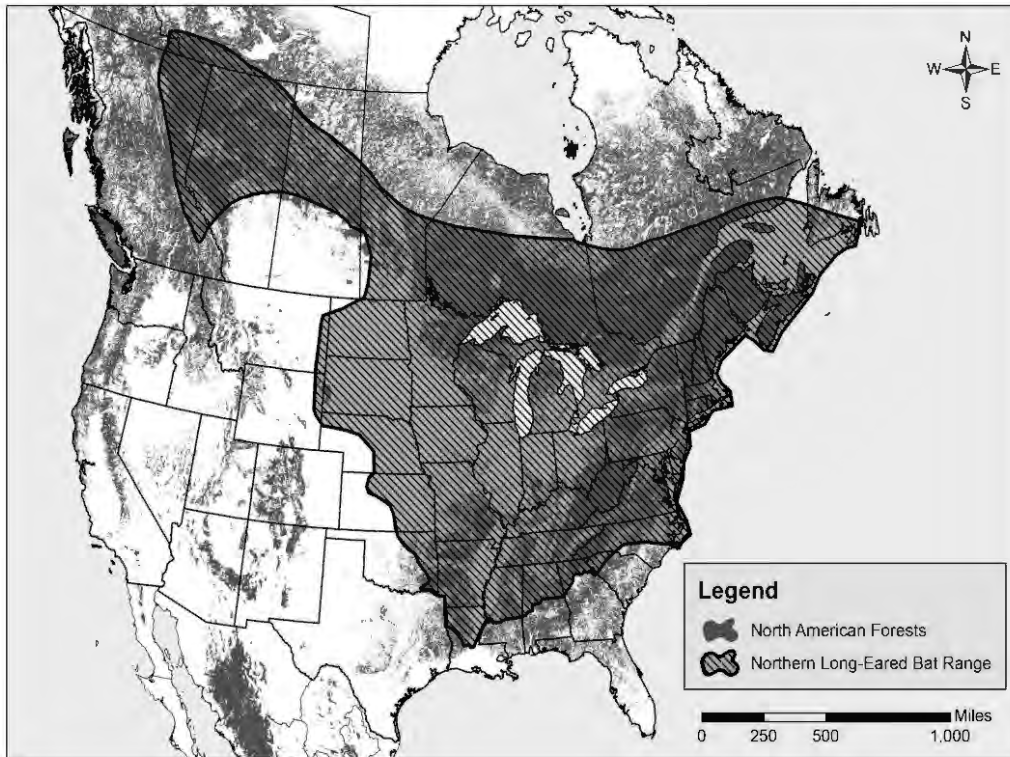 N
W E
S
Legend
North American Forests
Northern Long-Eared Bat Range
Miles
0 250 500 1,000